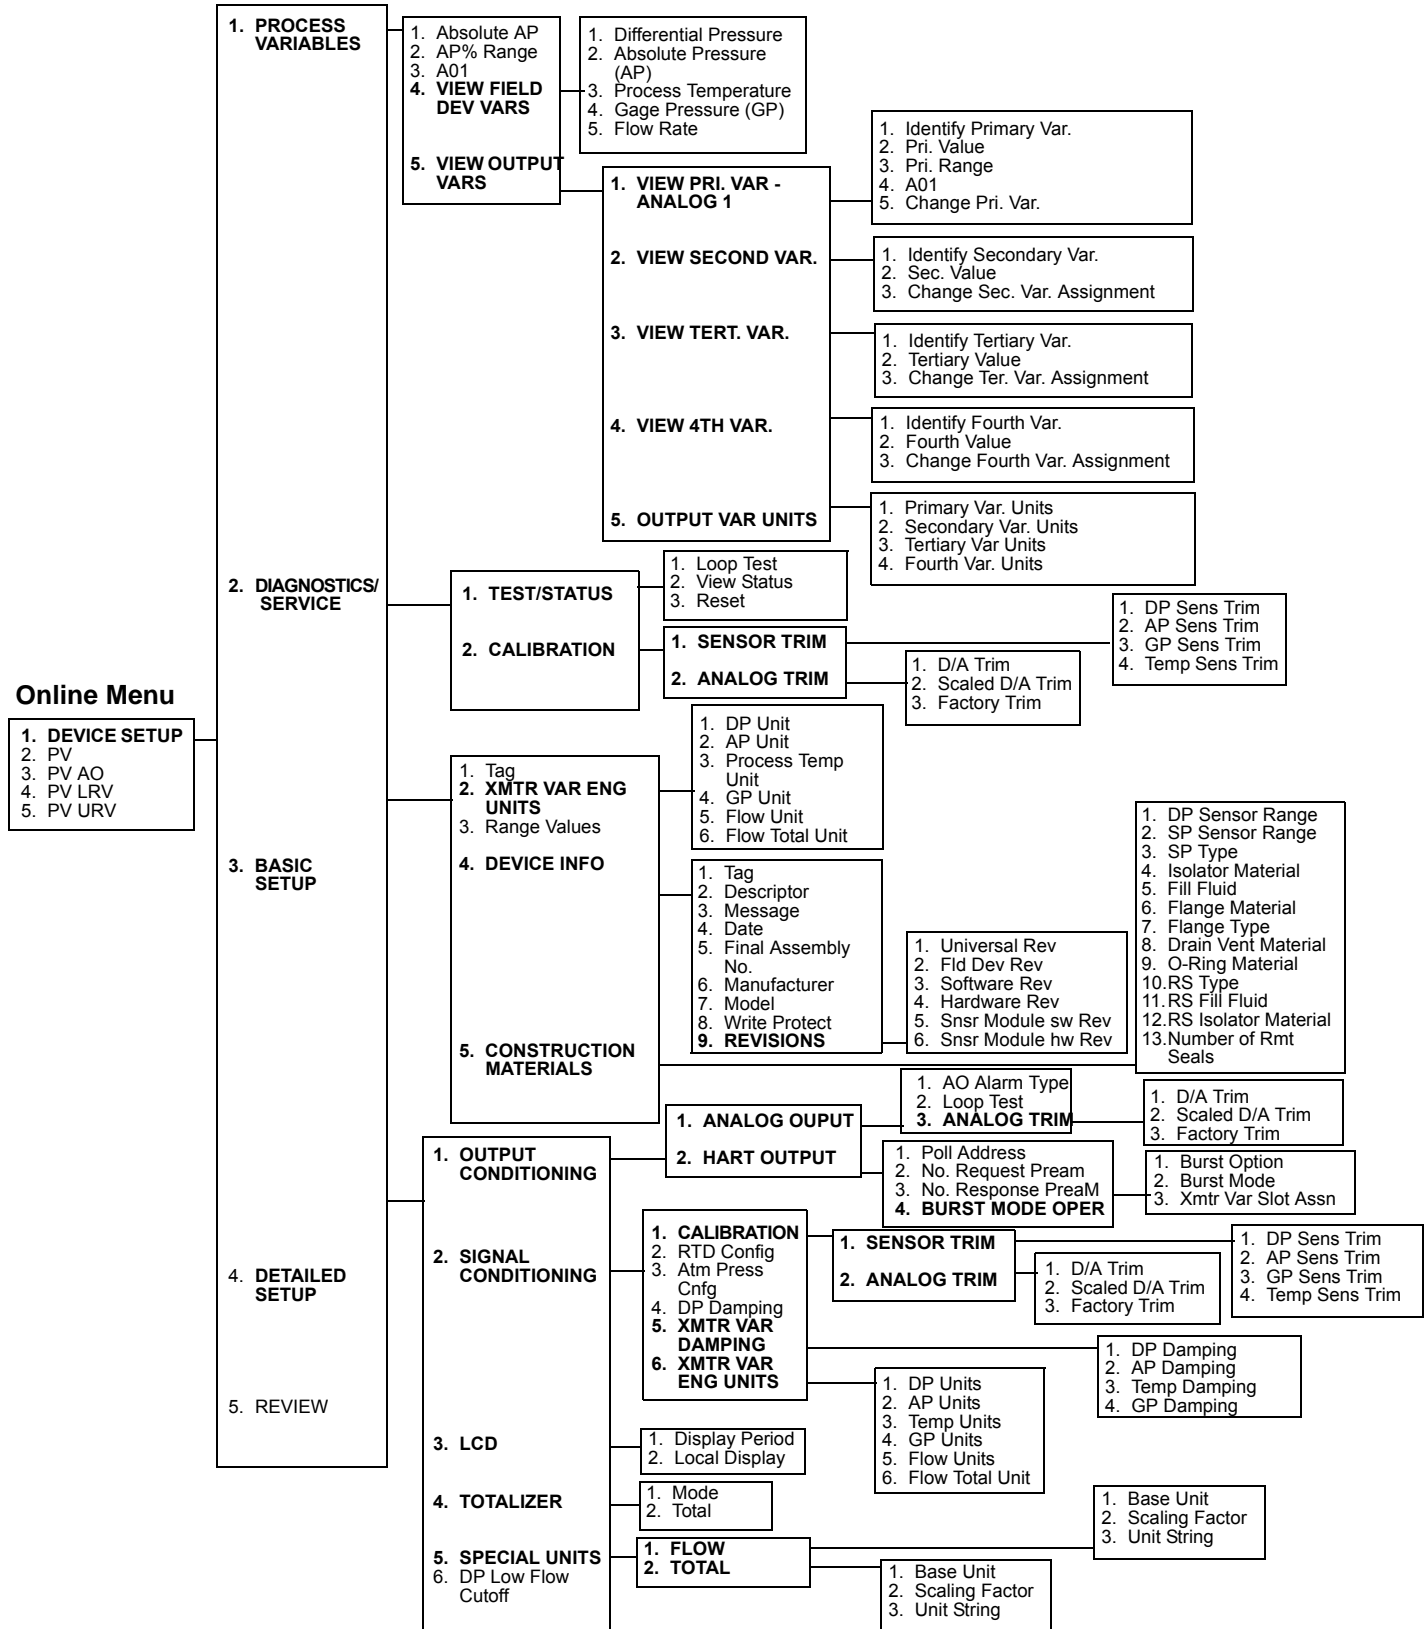 Online Menu
1. DEVICE SETUP
2. PV
3. PV AO
4. PV LRV
5. PV URV
1. PROCESS
VARIABLES
2. DIAGNOSTICS/
SERVICE
3. BASIC
SETUP
4. DETAILED
SETUP
5. REVIEW
1. Absolute AP
2. AP% Range
3. A01
4. VIEW FIELD
DEV VARS
5. VIEW OUTPUT
VARS
1. Differential Pressure
2. Absolute Pressure
(AP)
3. Process Temperature
4. Gage Pressure (GP)
5. Flow Rate
1. VIEW PRI. VAR -
ANALOG 1
2. VIEW SECOND VAR.
3. VIEW TERT. VAR.
4. VIEW 4TH VAR.
5. OUTPUT VAR UNITS
1. Identify Primary Var.
2. Pri. Value
3. Pri. Range
4. A01
5. Change Pri. Var.
1. Identify Secondary Var.
2. Sec. Value
3. Change Sec. Var. Assignment
1. Identify Tertiary Var.
2. Tertiary Value
3. Change Ter. Var. Assignment
1. Identify Fourth Var.
2. Fourth Value
3. Change Fourth Var. Assignment
1. Primary Var. Units
2. Secondary Var. Units
3. Tertiary Var Units
4. Fourth Var. Units
1. TEST/STATUS
2. CALIBRATION
1. Loop Test
2. View Status
3. Reset
1. SENSOR TRIM
2. ANALOG TRIM
1. DP Sens Trim
2. AP Sens Trim
3. GP Sens Trim
4. Temp Sens Trim
1. D/A Trim
2. Scaled D/A Trim
3. Factory Trim
1. Tag
2. XMTR VAR ENG
UNITS
3. Range Values
4. DEVICE INFO
5. CONSTRUCTION
MATERIALS
1. DP Unit
2. AP Unit
3. Process Temp
Unit
4. GP Unit
5. Flow Unit
6. Flow Total Unit
1. Tag
2. Descriptor
3. Message
4. Date
5. Final Assembly
No.
6. Manufacturer
7. Model
8. Write Protect
9. REVISIONS
1. Universal Rev
2. Fld Dev Rev
3. Software Rev
4. Hardware Rev
5. Snsr Module sw Rev
6. Snsr Module hw Rev
1. DP Sensor Range
2. SP Sensor Range
3. SP Type
4. Isolator Material
5. Fill Fluid
6. Flange Material
7. Flange Type
8. Drain Vent Material
9. O-Ring Material
10.RS Type
11.RS Fill Fluid
12.RS Isolator Material
13.Number of Rmt
Seals
1. OUTPUT
CONDITIONING
2. SIGNAL
CONDITIONING
3. LCD
4. TOTALIZER
5. SPECIAL UNITS
6. DP Low Flow
Cutoff
1. ANALOG OUPUT
2. HART OUTPUT
1. AO Alarm Type
2. Loop Test
3. ANALOG TRIM
1. D/A Trim
2. Scaled D/A Trim
3. Factory Trim
1. Poll Address
2. No. Request Pream
3. No. Response PreaM
4. BURST MODE OPER
1. Burst Option
2. Burst Mode
3. Xmtr Var Slot Assn
1. CALIBRATION
2. RTD Config
3. Atm Press
Cnfg
4. DP Damping
5. XMTR VAR
DAMPING
6. XMTR VAR
ENG UNITS
1. SENSOR TRIM
2. ANALOG TRIM
1. DP Sens Trim
2. AP Sens Trim
3. GP Sens Trim
4. Temp Sens Trim
1. D/A Trim
2. Scaled D/A Trim
3. Factory Trim
1. DP Damping
2. AP Damping
3. Temp Damping
4. GP Damping
1. DP Units
2. AP Units
3. Temp Units
4. GP Units
5. Flow Units
6. Flow Total Unit
1. Display Period
2. Local Display
1. Mode
2. Total
1. FLOW
2. TOTAL
1. Base Unit
2. Scaling Factor
3. Unit String
1. Base Unit
2. Scaling Factor
3. Unit String